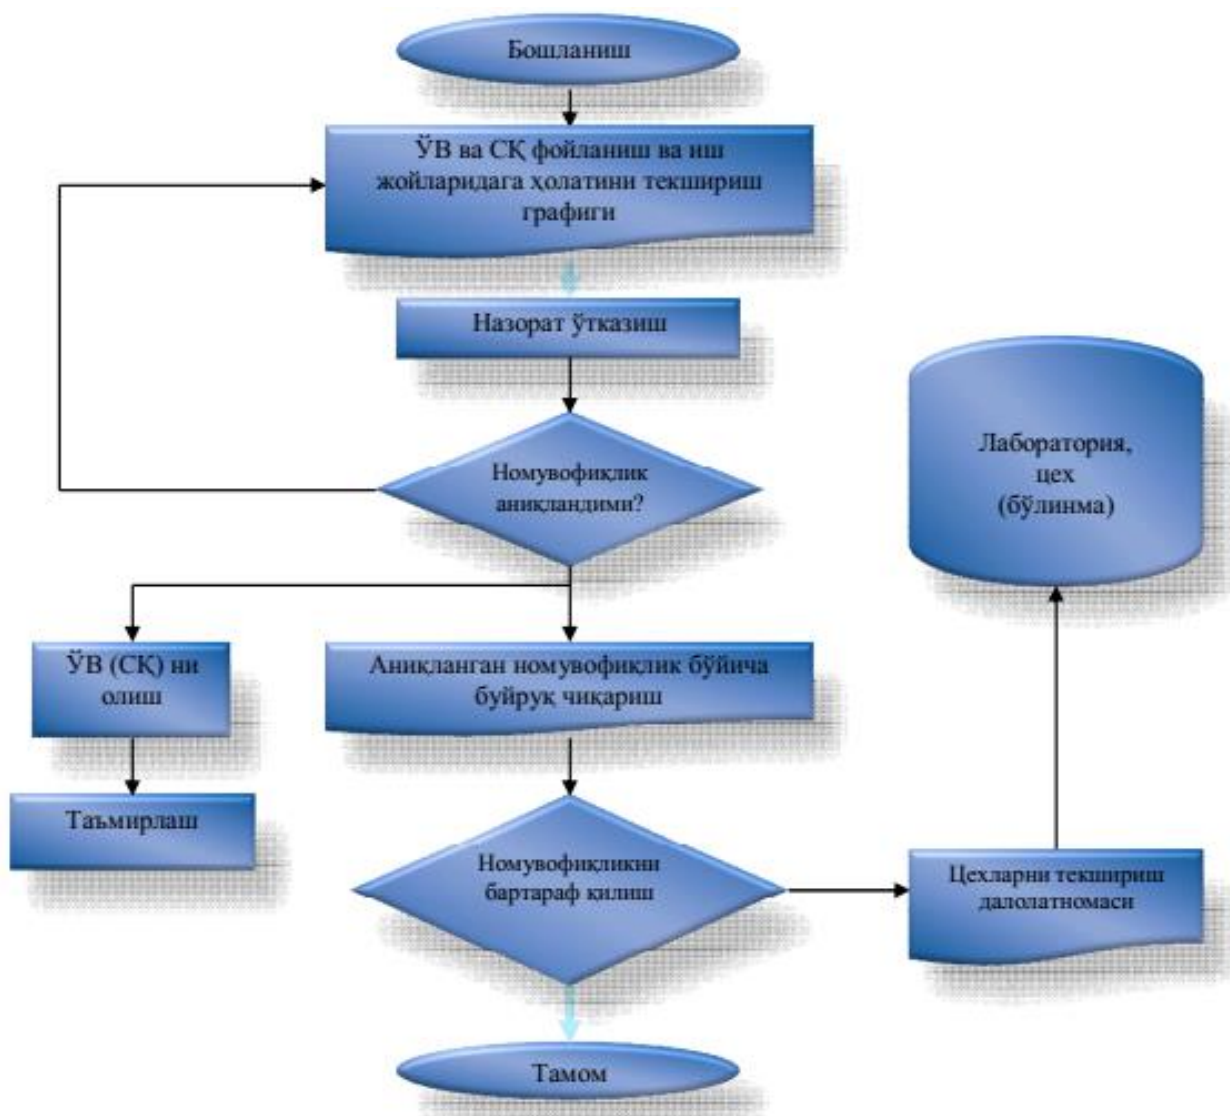 Бошланиш
ЎВ ва СҚ фойланиш ва иш
жойларидага ҳолатини текшириш
графиги
Назорат ўтказиш
Номувофиқлик
аниқландими?
Лаборатория,
цех
(бўлинма)
ЎВ (СҚ) ни
олиш
Аниқланган номувофиқлик бўйича
буйруқ чиқариш
Таъмирлаш
Номувофиқликни
бартараф қилиш
Цехларни текшириш
далолатномаси
Тамом